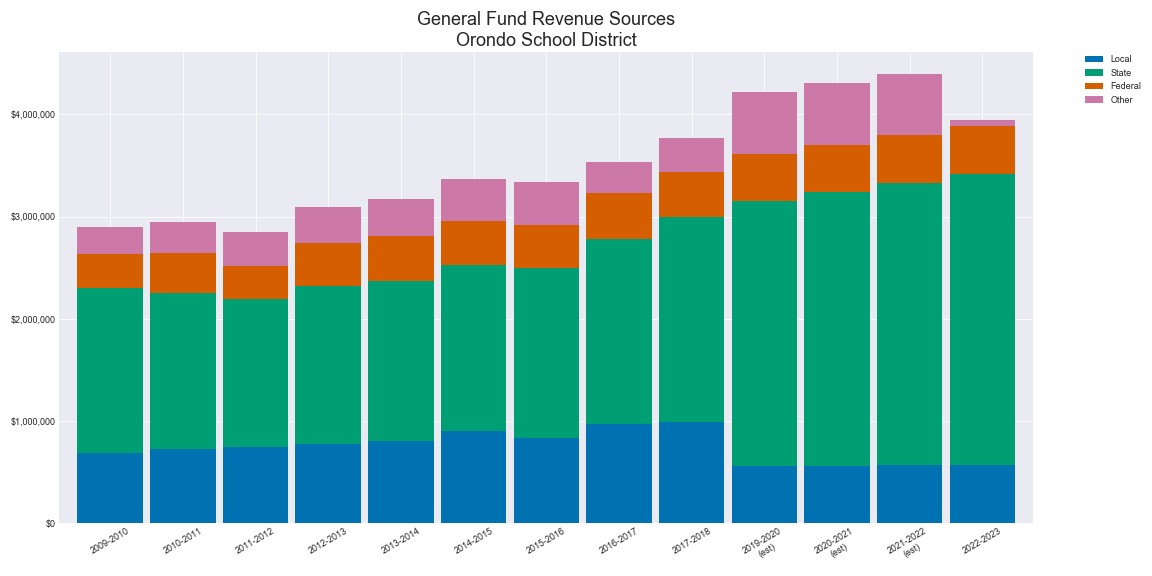 General Fund Revenue Sources
Orondo School District
Local
State
Federal
Other
$4,000,000
$3,000,000
$2,000,000
$1,000,000
$0
2009-2010
2010-2011
2011-2012
2012-2013
2013-2014
2014-2015
2015-2016
2016-2017
2017-2018
2019-2020
(est)
2020-2021
(est)
2021-2022
(est)
2022-2023